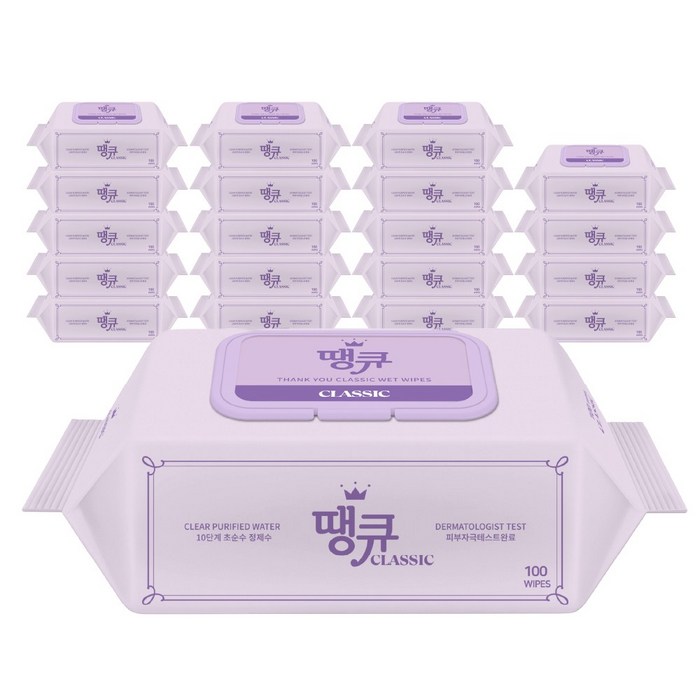 땡큐
THANK YOU CLASSIC WET WIPES
CLASSIC
CLEAR PURIFIED WATER
10단계 초순수 정제수
땡큐
CLASSIC
DERMATOLOGIST TEST
피부자극테스트완료
100
WIPES